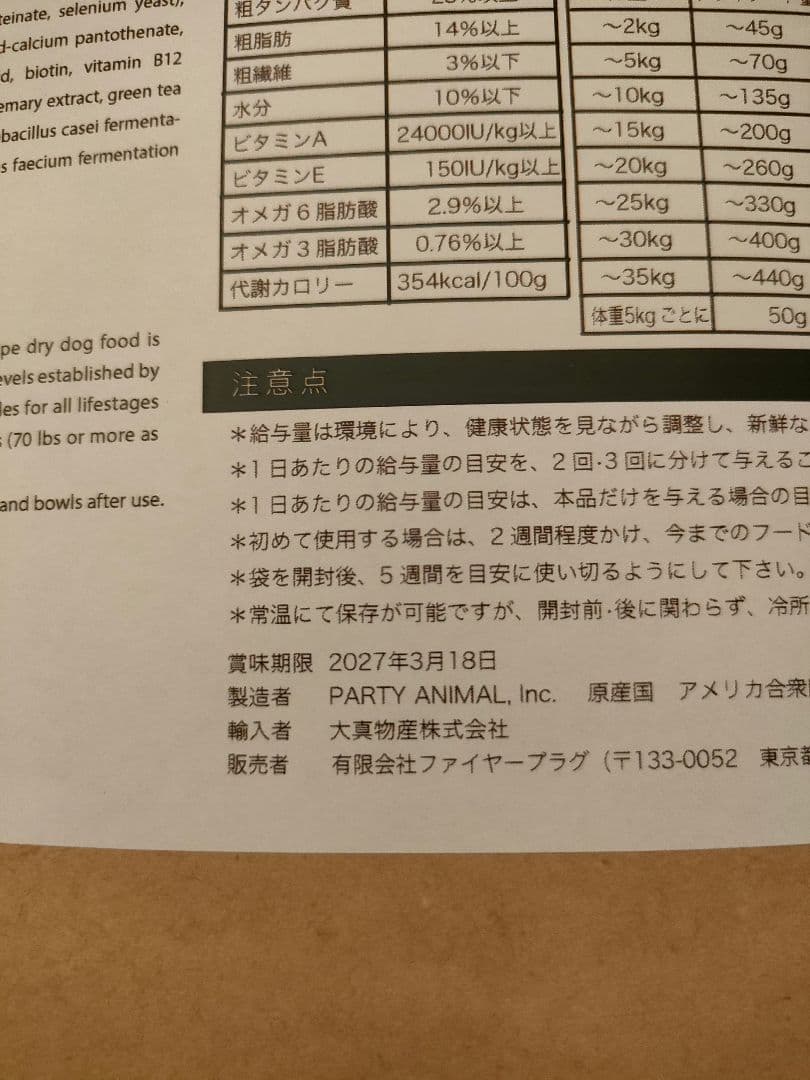 selenium yeast),
d-calcium pantothenate,
biotin, vitamin B12
extract, green tea
casei fermenta-
faecium fermentation
dry dog food is
established by
for all lifestages
(70 lbs or more as
and bowls after use.
粗タンパク質
粗脂肪 14%以上
粗繊維 3%以下
水分 10%以下
ビタミンA 24000IU/kg以上
ビタミンE 150IU/kg以上
オメガ6脂肪酸 2.9%以上
オメガ3脂肪酸 0.76%以上
代謝カロリー 354kcal/100g
〜2kg 〜45g
〜5kg 〜70g
〜10kg 〜135g
〜15kg 〜200g
〜20kg 〜260g
〜25kg 〜330g
〜30kg 〜400g
〜35kg 〜440g
体重5kgごとに 50g
注意点
＊給与量は環境により、健康状態を見ながら調整し、新鮮な
＊1日あたりの給与量の目安を、2回·3回に分けて与えるこ
＊1日あたりの給与量の目安は、本品だけを与える場合の目
＊初めて使用する場合は、2週間程度かけ、今までのフード
＊袋を開封後、5週間を目安に使い切るようにして下さい。
＊常温にて保存が可能ですが、開封前·後に関わらず、冷所
賞味期限 2027年3月18日
製造者 PARTY ANIMAL, Inc. 原産国 アメリカ合衆
輸入者 大真物産株式会社
販売者 有限会社ファイヤープラグ（〒133-0052 東京都